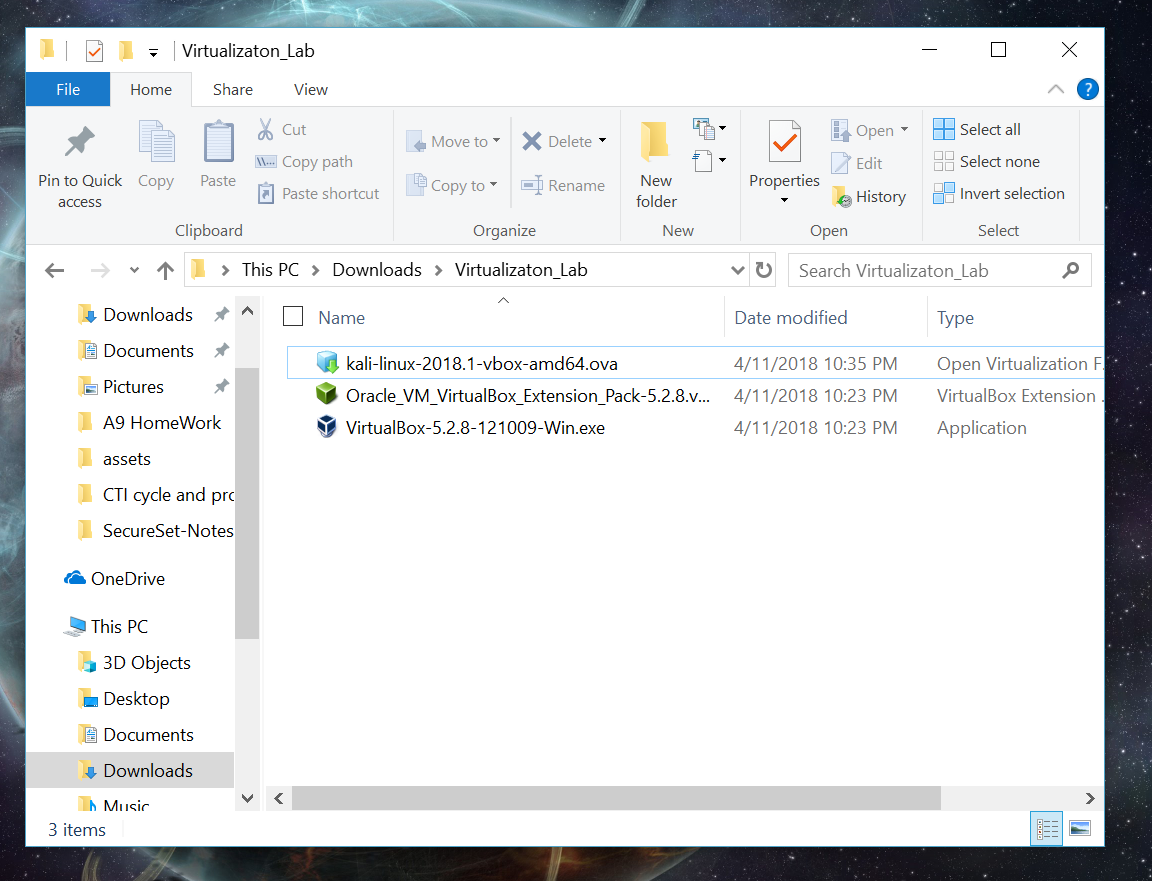 Virtualizaton_Lab
File Home Share View
?
Pin to Quick access
Copy
Paste
Cut
Copy path
Paste shortcut
Clipboard
Move to
Copy to
Delete
Rename
Organize
New folder
New
Properties
Open
Edit
History
Open
Select all
Select none
Invert selection
Select
This PC Downloads Virtualizaton_Lab
Search Virtualizaton_Lab
Downloads
Documents
Pictures
A9 HomeWork
assets
CTI cycle and pro
SecureSet-Notes
OneDrive
This PC
3D Objects
Desktop
Documents
Downloads
Music
Name Date modified Type
kali-linux-2018.1-vbox-amd64.ova 4/11/2018 10:35 PM Open Virtualization F
Oracle_VM_VirtualBox_Extension_Pack-5.2.8.v... 4/11/2018 10:23 PM VirtualBox Extension .
VirtualBox-5.2.8-121009-Win.exe 4/11/2018 10:23 PM Application
3 items